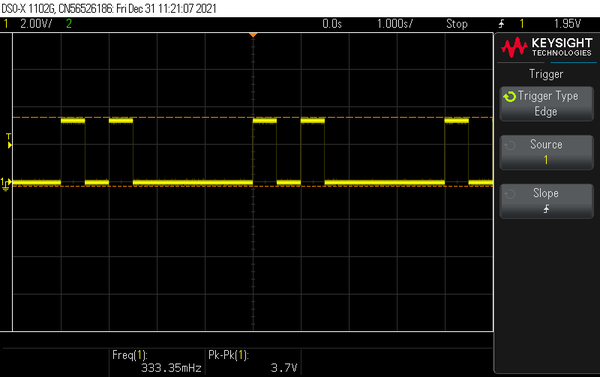 DSO-X 1102G, CN56526186: Fri Dec 31 11:21:07 2021
1 2.00V/ 2 0.0s 1.000s/ Stop 1 1.95V
KEYSIGHT
TECHNOLOGIES
Trigger
Trigger Type
Edge
Source
1
Slope
T
1
Freq(1):
333.35mHz
Pk-Pk(1):
3.7V